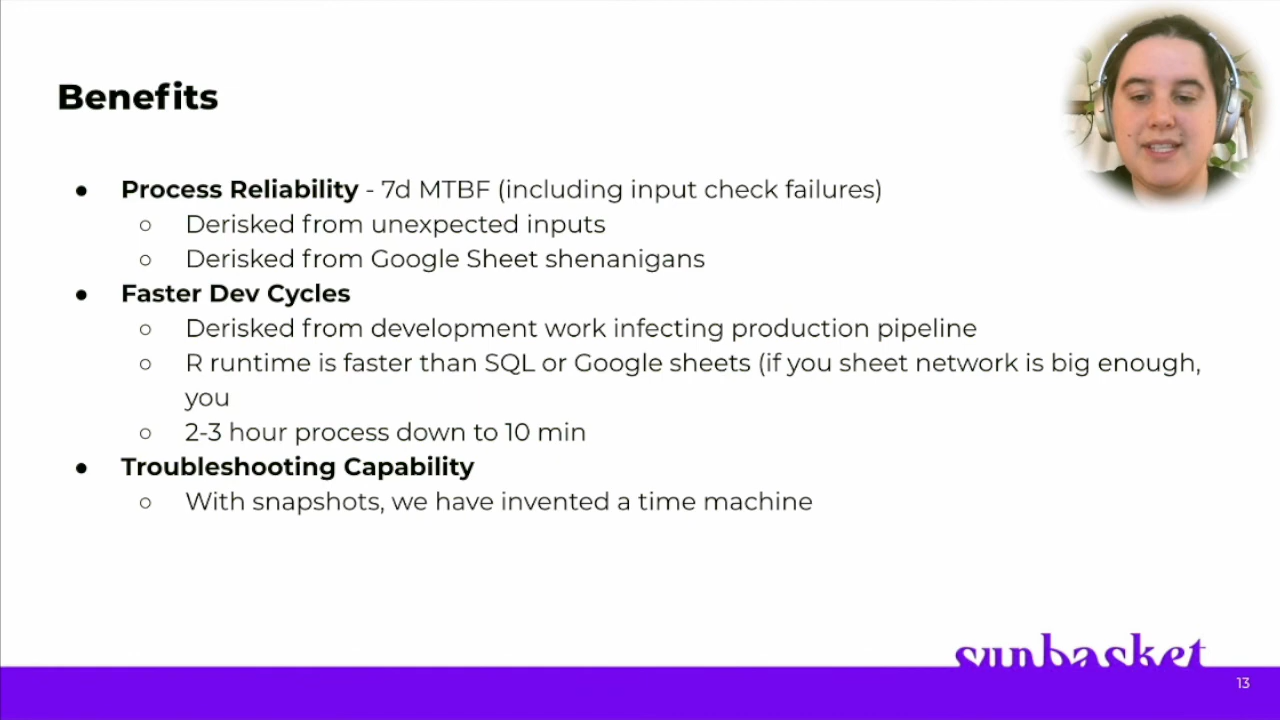 Benefits
● Process Reliability - 7d MTBF (including input check failures)
○ Derisked from unexpected inputs
○ Derisked from Google Sheet shenanigans
● Faster Dev Cycles
○ Derisked from development work infecting production pipeline
○ R runtime is faster than SQL or Google sheets (if you sheet network is big enough,
you
○ 2-3 hour process down to 10 min
● Troubleshooting Capability
○ With snapshots, we have invented a time machine
sunbasket
13